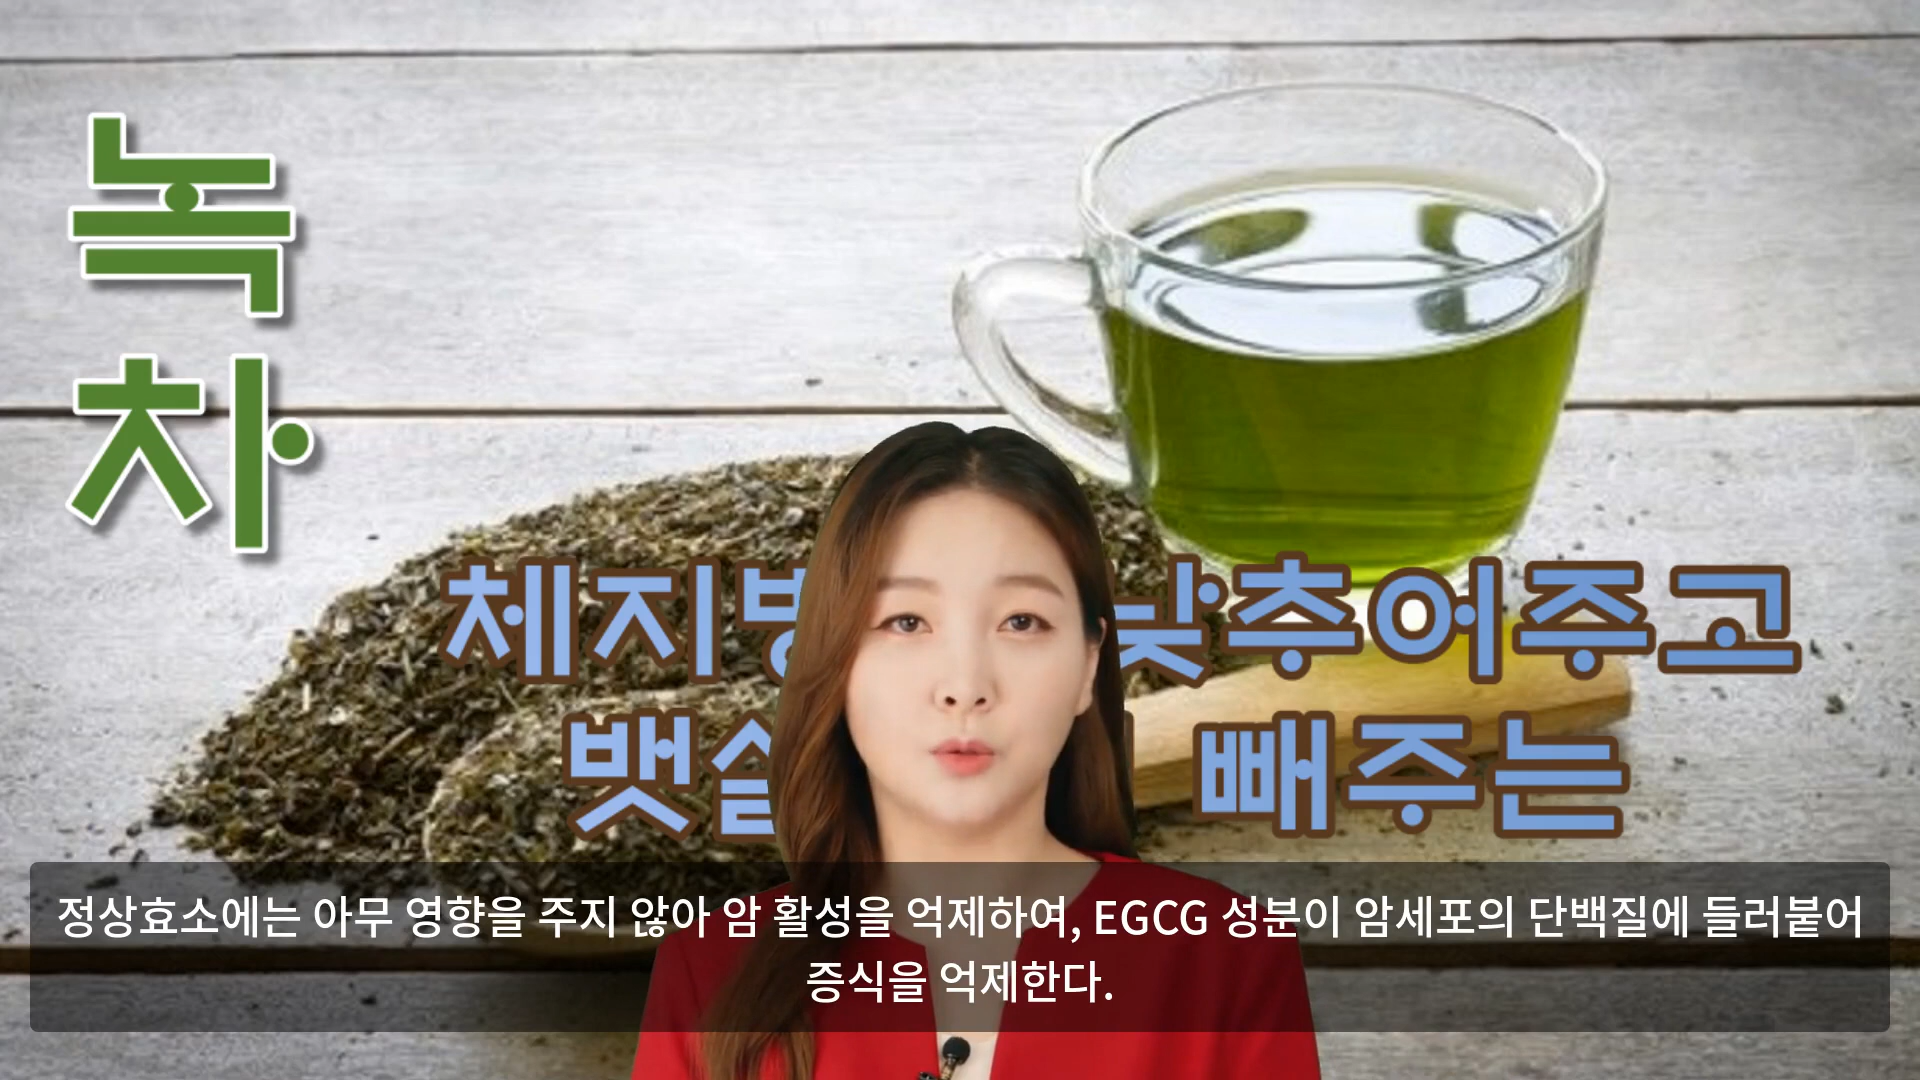 녹
차
체지 낮추어주고
빼주는
정상효소에는 아무 영향을 주지 않아 암 활성을 억제하여, EGCG 성분이 암세포의 단백질에 들러붙어
증식을 억제한다.